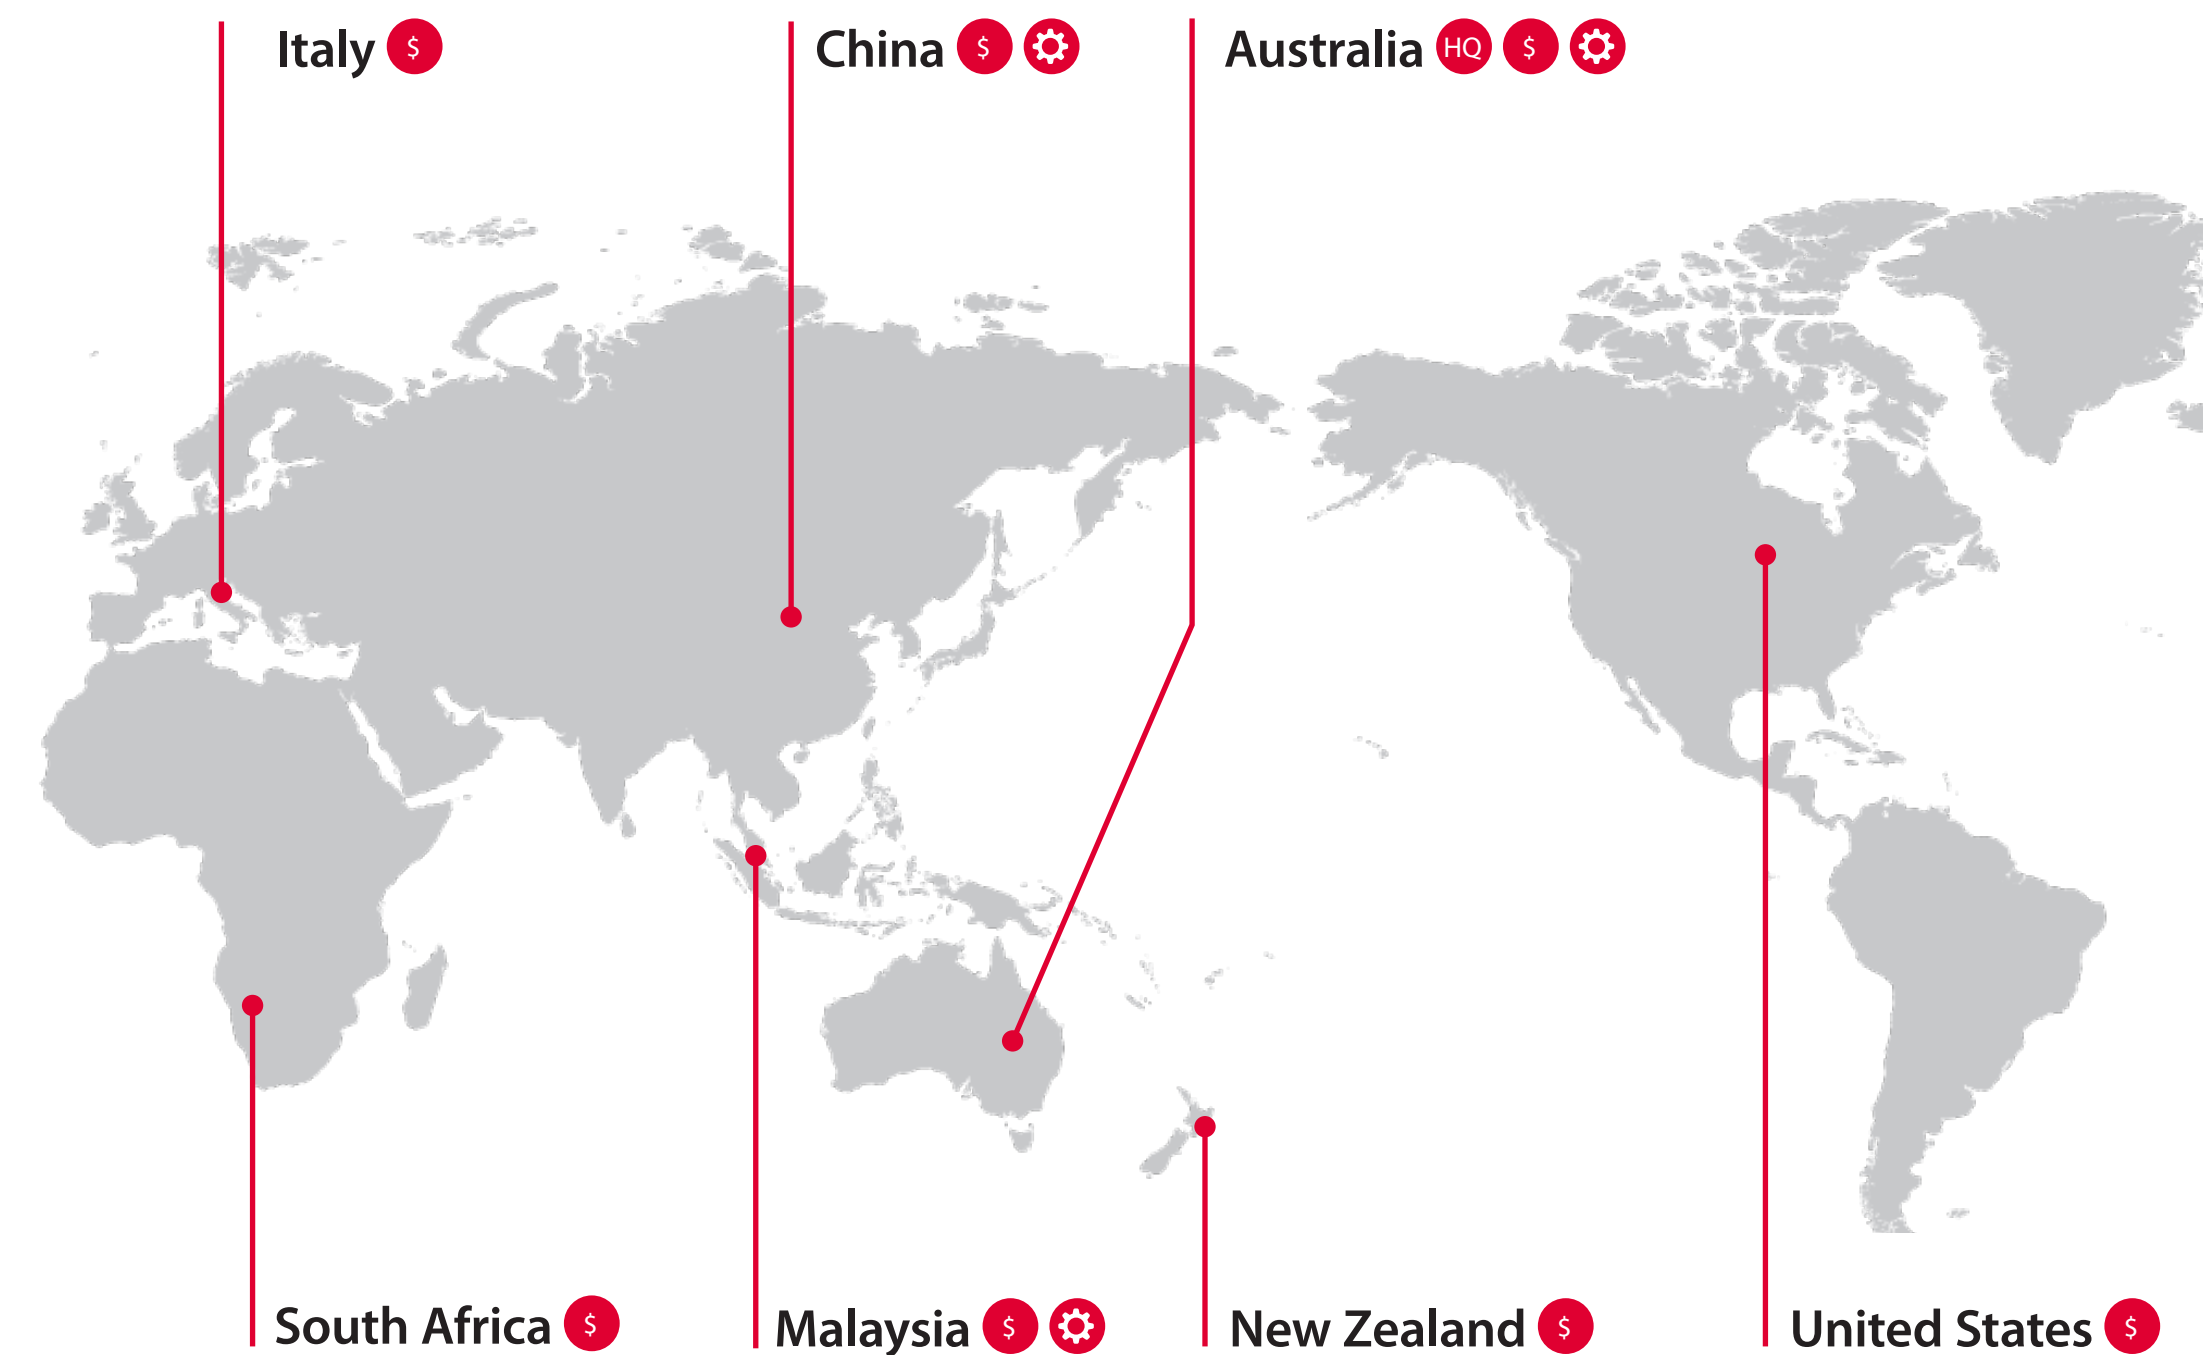 Italy $
China $
Australia HQ $
South Africa $
Malaysia $
New Zealand $
United States $